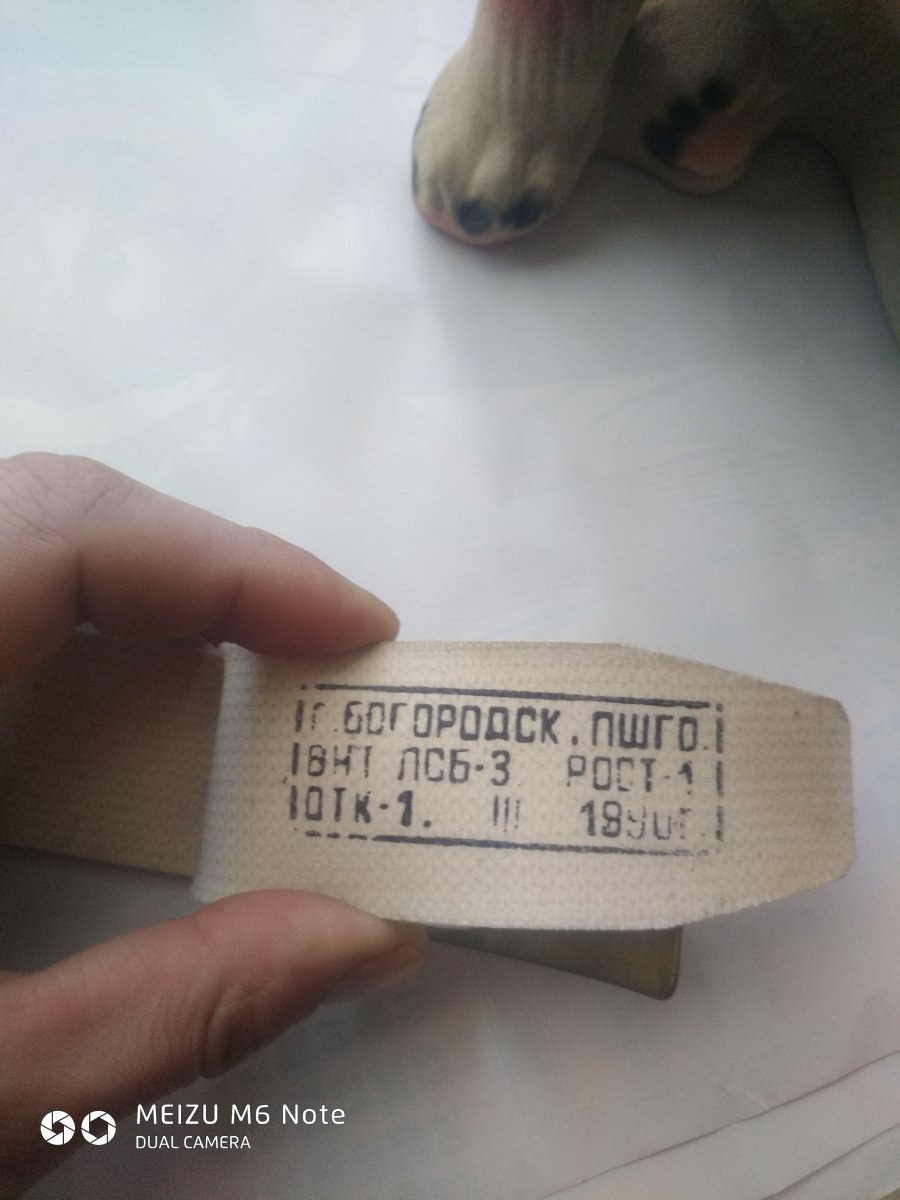 Г.БОГОРОДСК.ПШГО.
ВНТ ЛСБ-3 РОСТ-1
ОТК-1. III 1990Г.
MEIZU M6 Note
DUAL CAMERA